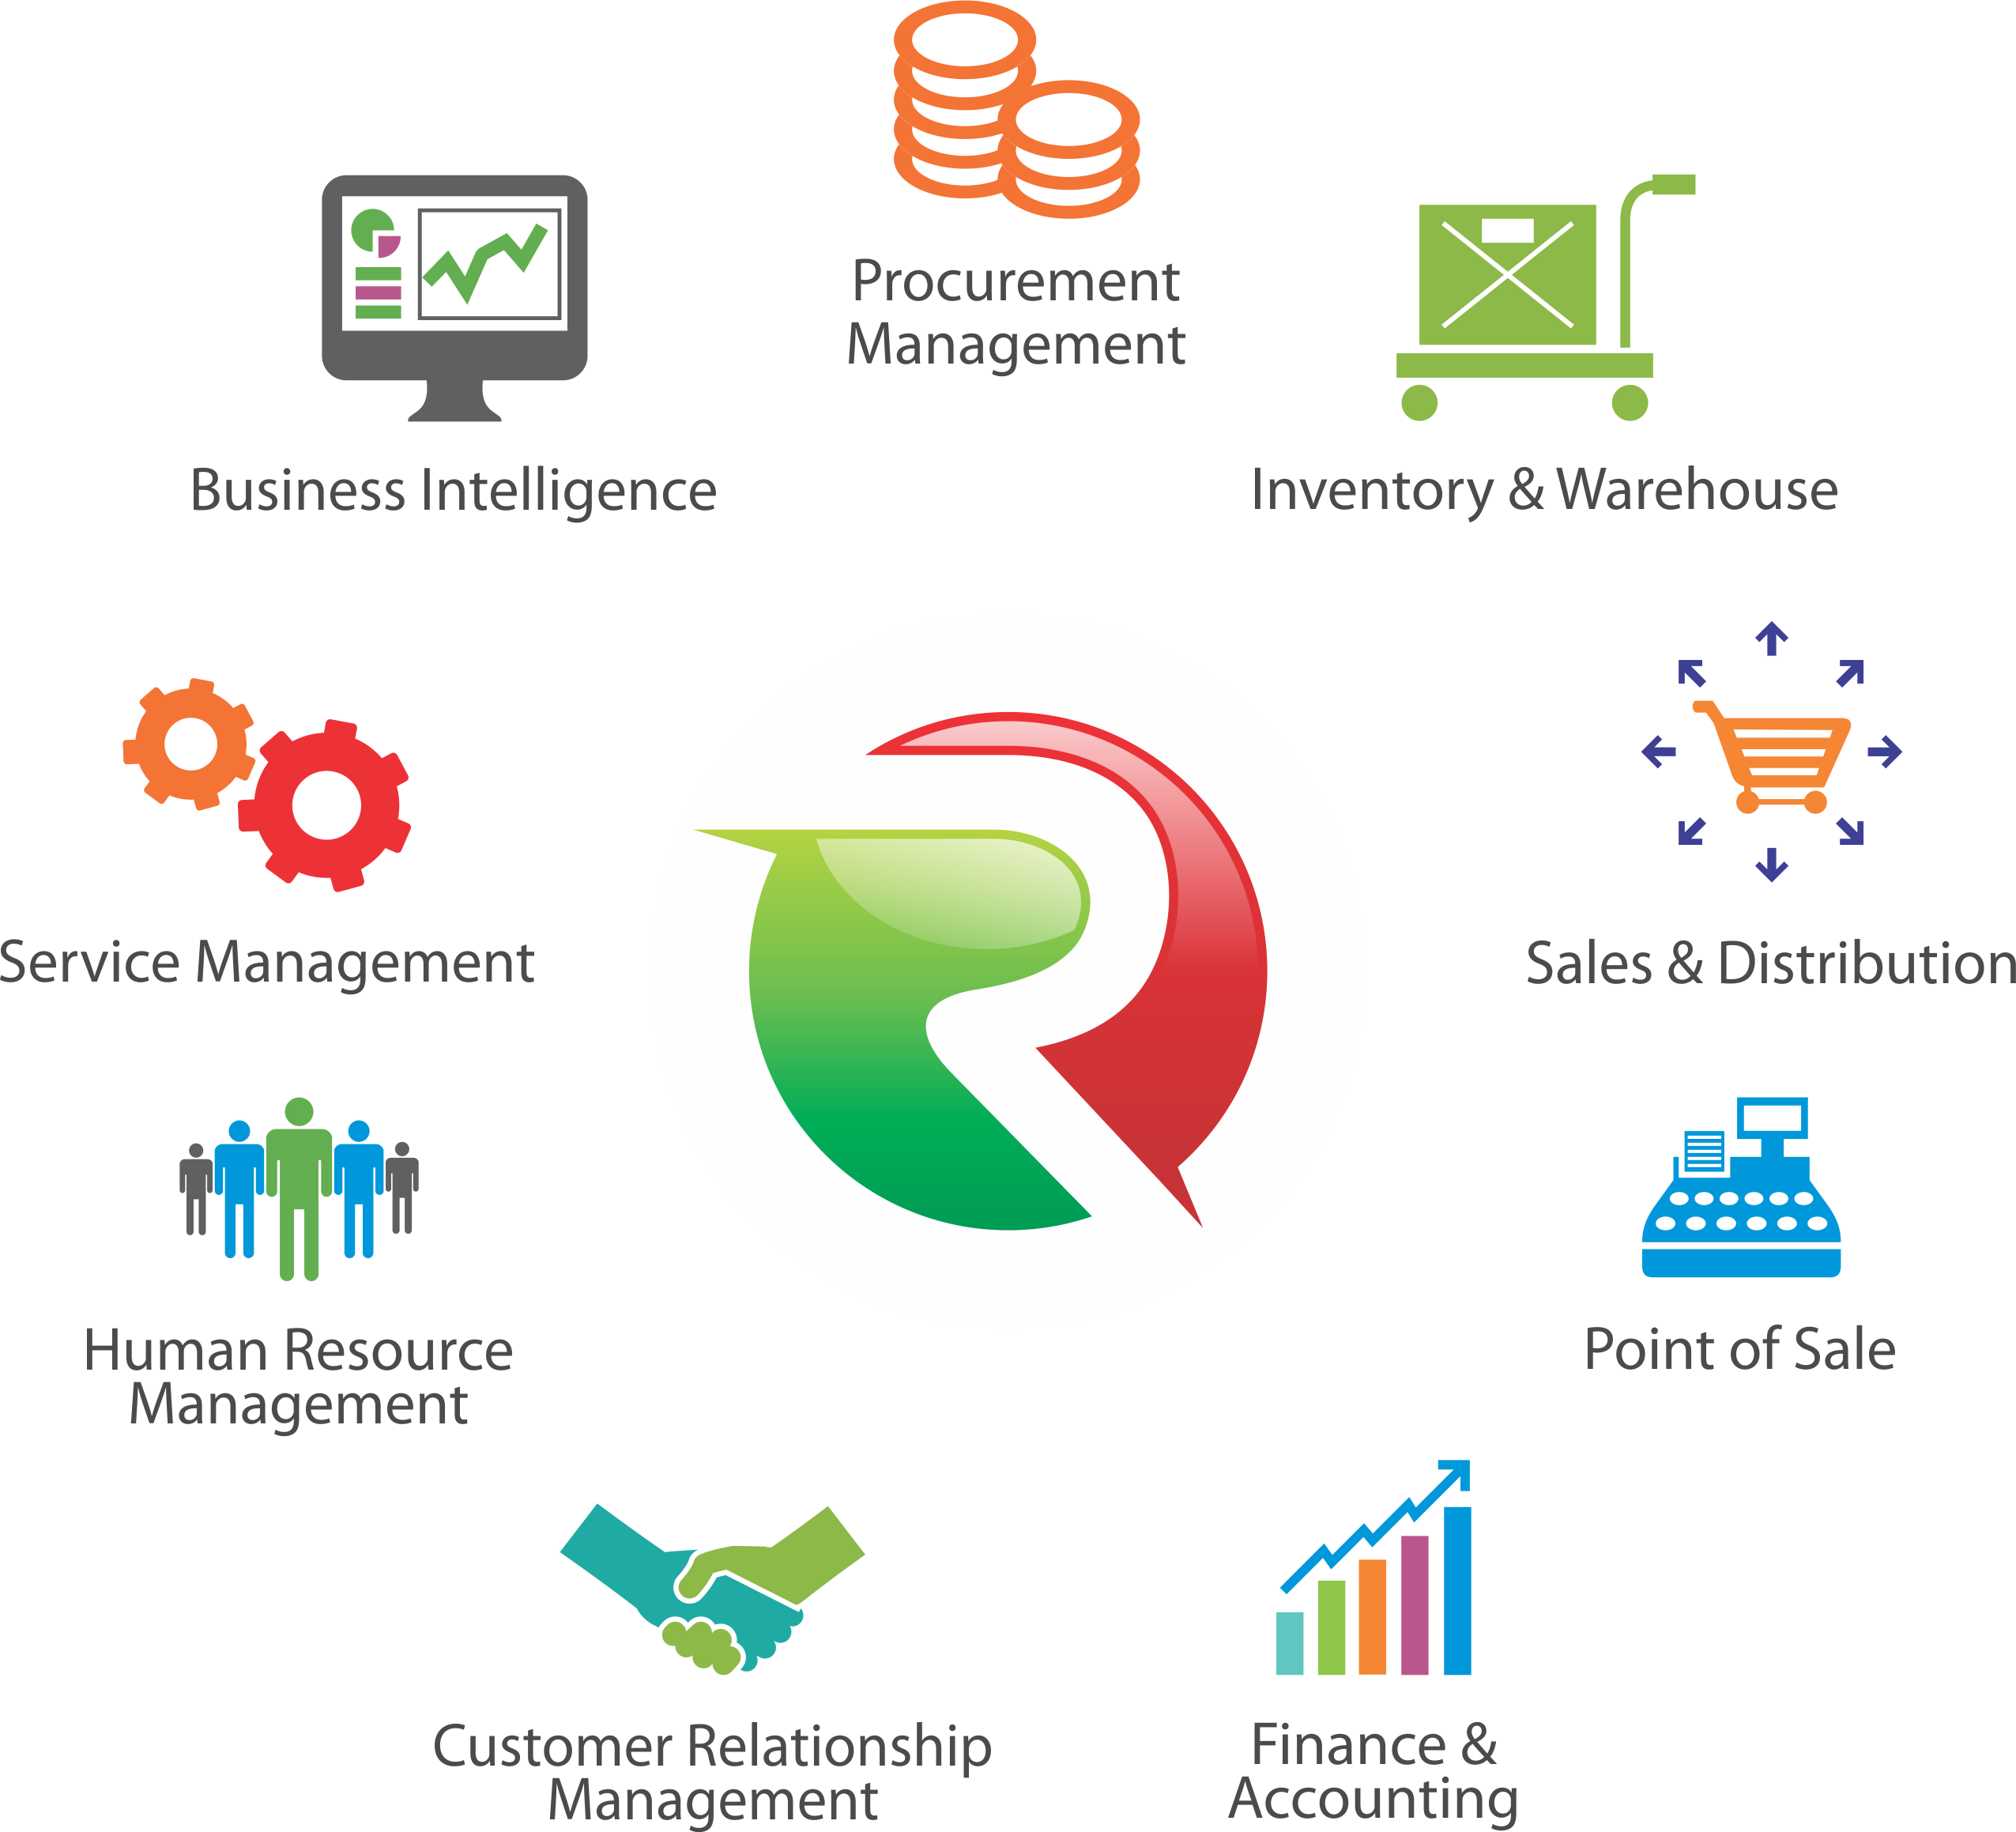 Procurement
Management
Business Intelligence
Inventory & Warehouse
Service Management
Sales & Distribution
Human Resource
Management
Point of Sale
Customer Relationship
Management
Finance &
Accounting